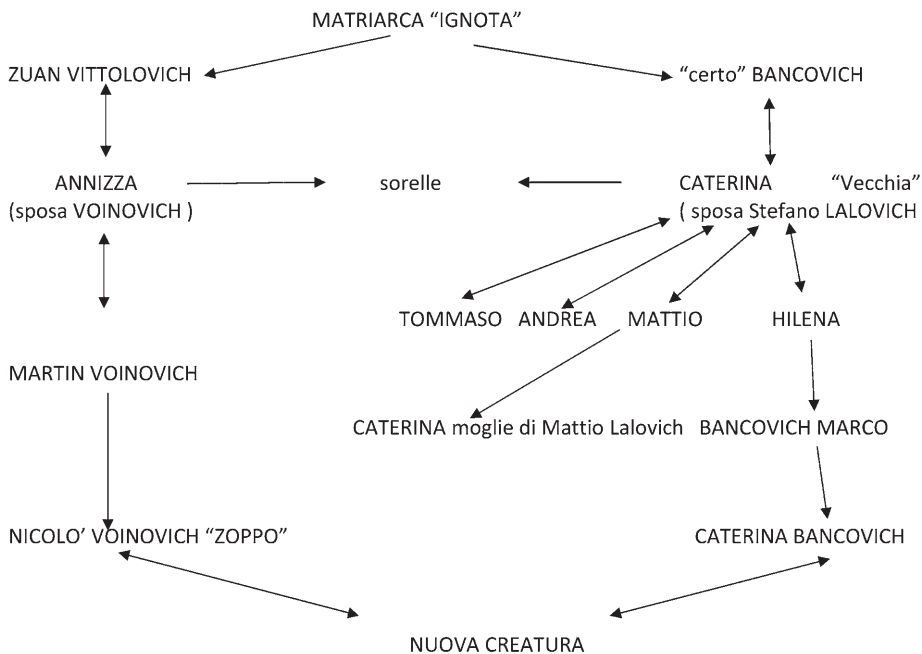 MATRIARCA “IGNOTA”
ZUAN VITTOLOVICH “certo” BANCOVICH
ANNIZZA sorelle CATERINA “Vecchia”
(sposa VOINOVICH ) ( sposa Stefano LALOVICH
TOMMASO ANDREA MATTIO HILENA
MARTIN VOINOVICH
CATERINA moglie di Mattio Lalovich BANCOVICH MARCO
NICOLO’ VOINOVICH “ZOPPO” CATERINA BANCOVICH
NUOVA CREATURA